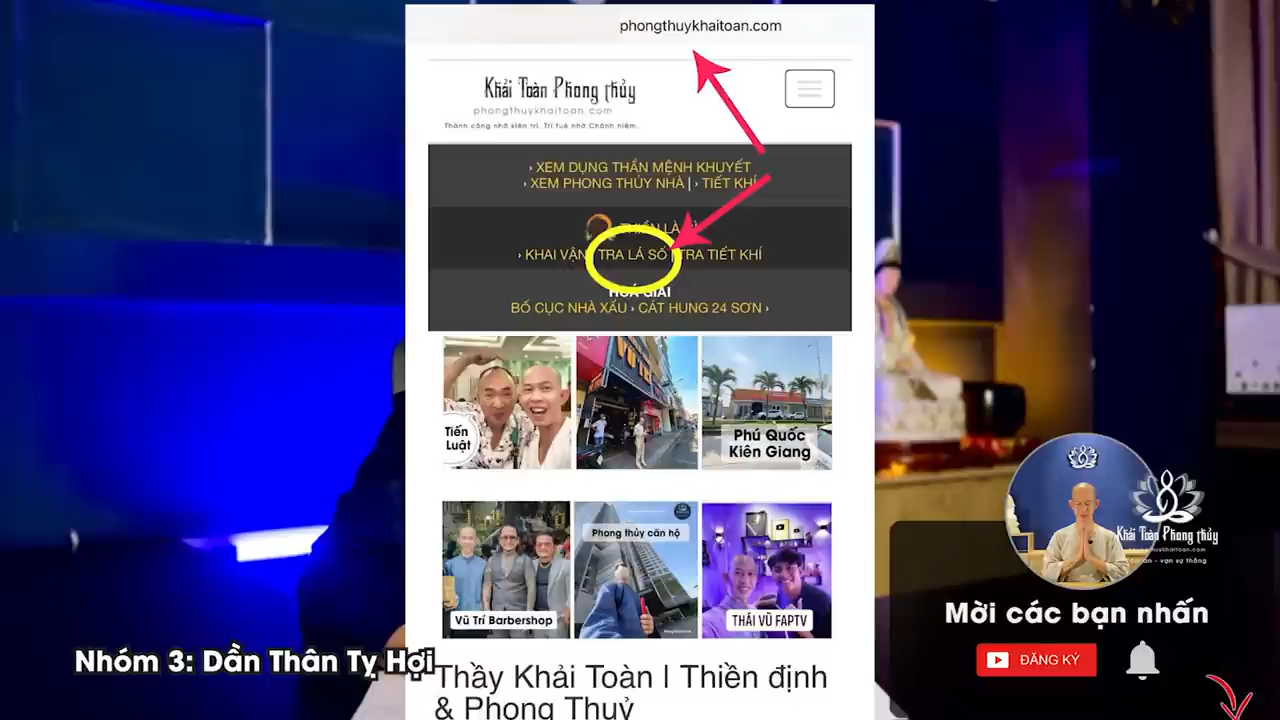 phongthuykhaitoan.com
Khải Toàn Phong thủy
phongthuykhaitoan.com
Thành công nhờ kiên trì. Trí tuệ nhờ Chánh niệm.
› XEM DỤNG THẦN MỆNH KHUYẾT
› XEM PHONG THỦY NHÀ | › TIẾT KHÍ
THIỀN LÀ
› KHAI VẬN TRA LÁ SỐ | TRA TIẾT KHÍ
HOÁ GIẢI
BỐ CỤC NHÀ XẤU › CÁT HUNG 24 SƠN ›
Tiến
Luật
Phú Quốc
Kiên Giang
Phong thủy căn hộ
Vũ Trí Barbershop
THÁI VŨ FAPTV
Thầy Khải Toàn | Thiền định
& Phong Thuỷ
Nhóm 3: Dần Thân Tỵ Hợi
Khải Toàn Phong thủy
Mời các bạn nhấn
ĐĂNG KÝ